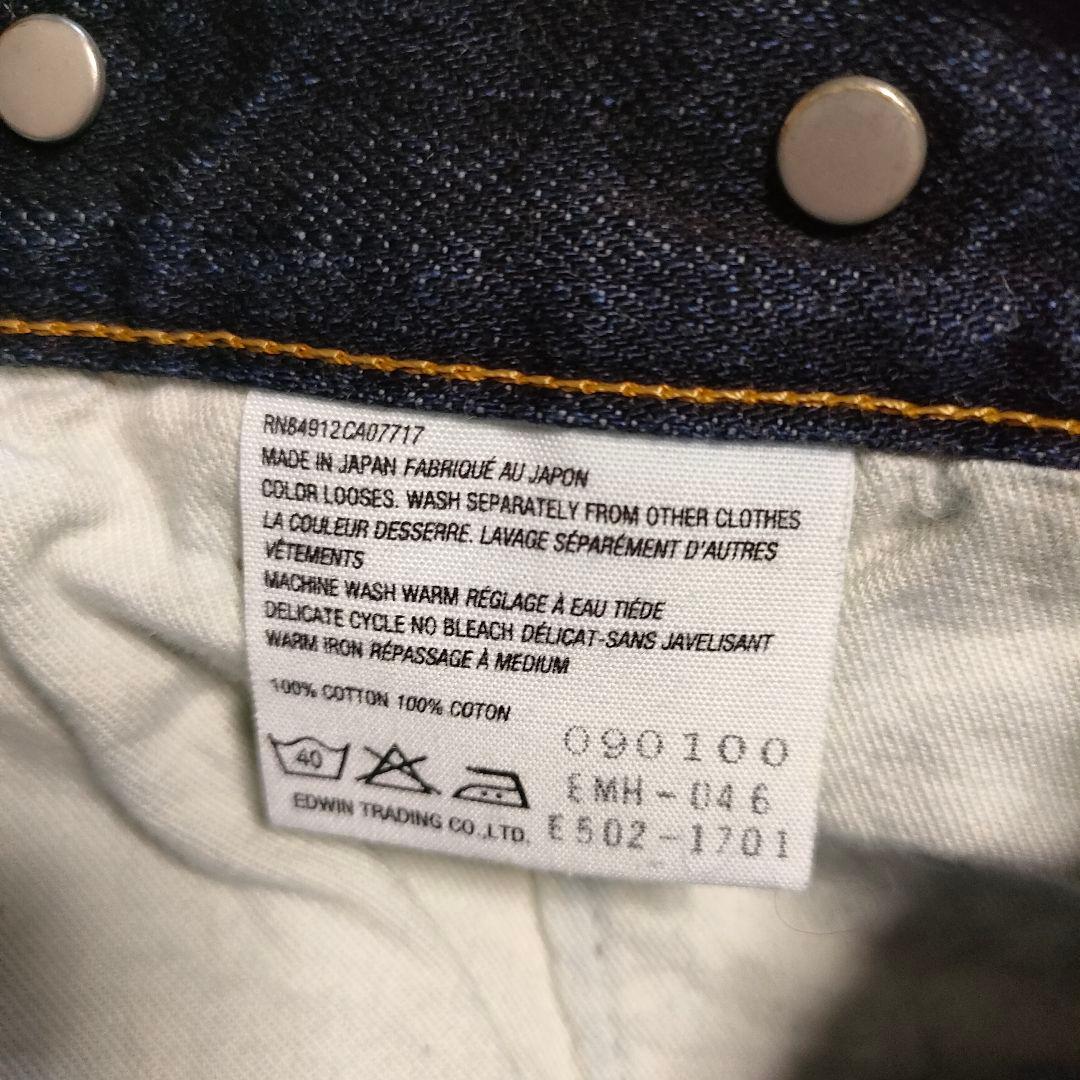 RN84912CA07717
MADE IN JAPAN FABRIQUÉ AU JAPON
COLOR LOOSES. WASH SEPARATELY FROM OTHER CLOTHES
LA COULEUR DESSERRE. LAVAGE SÉPARÉMENT D'AUTRES
VÊTEMENTS
MACHINE WASH WARM RÉGLAGE À EAU TIÉDE
DELICATE CYCLE NO BLEACH DÉLICAT-SANS JAVELISANT
WARM IRON RÉPASSAGE À MEDIUM
100% COTTON 100% COTON
090100
40
EMH-046
EDWIN TRADING CO.,LTD.
E502-1701